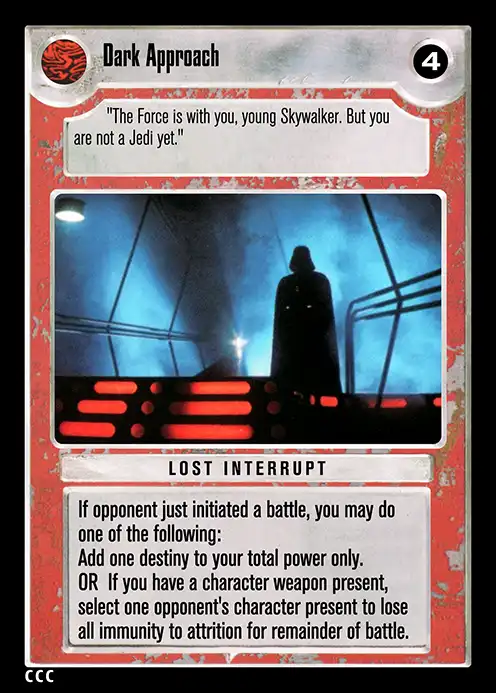 Dark Approach
4
"The Force is with you, young Skywalker. But you
are not a Jedi yet."
LOST INTERRUPT
If opponent just initiated a battle, you may do
one of the following:
Add one destiny to your total power only.
OR If you have a character weapon present,
select one opponent's character present to lose
all immunity to attrition for remainder of battle.
CCC